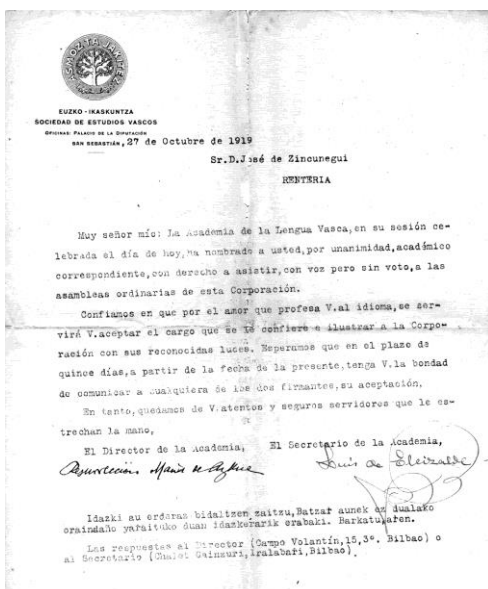 ASMOZ TA JAKITEZ
EUZKO-IKASKUNTZA
SOCIEDAD DE ESTUDIOS VASCOS
OFICINAS: PALACIO DE LA DIPUTACIÓN
SAN SEBASTIÁN, 27 de Octubre de 1919
Sr.D.José de Zincunegui
RENTERIA
Muy señor mío: La Academia de la Lengua Vasca,en su sesión ce-
lebrada el día de hoy,ha nombrado a usted,por unanimidad,académico
correspondiente,con derecho a asistir,con voz pero sin voto,a las
asambleas ordinarias de esta Corporación.
Confiamos en que por el amor que profesa V.al idioma,se ser-
virá V.aceptar el cargo que se le confiere e ilustrar a la Corpo-
ración con sus reconocidas luces. Esperamos que en el plazo de
quince días,a partir de la fecha de la presente,tenga V.la bondad
de comunicar a cualquiera de los dos firmantes,su aceptación.
En tanto,quedamos de V.atentos y seguros servidores que le es-
trechan la mano,
El Director de la Academia, El Secretario de la Academia,
Resurrección María de Azkue Luis de Eleizalde
Idazki au erderaz bidaltzen zaitzu,Batzar aunek ez dualako
oraindaño yarraituko duan idazkerarik erabaki. Barkatu,arren.
Las respuestas al Director (Campo Volantín,15,3º. Bilbao) o
al Secretario (Chalet Gainzuri,Iralabari,Bilbao)